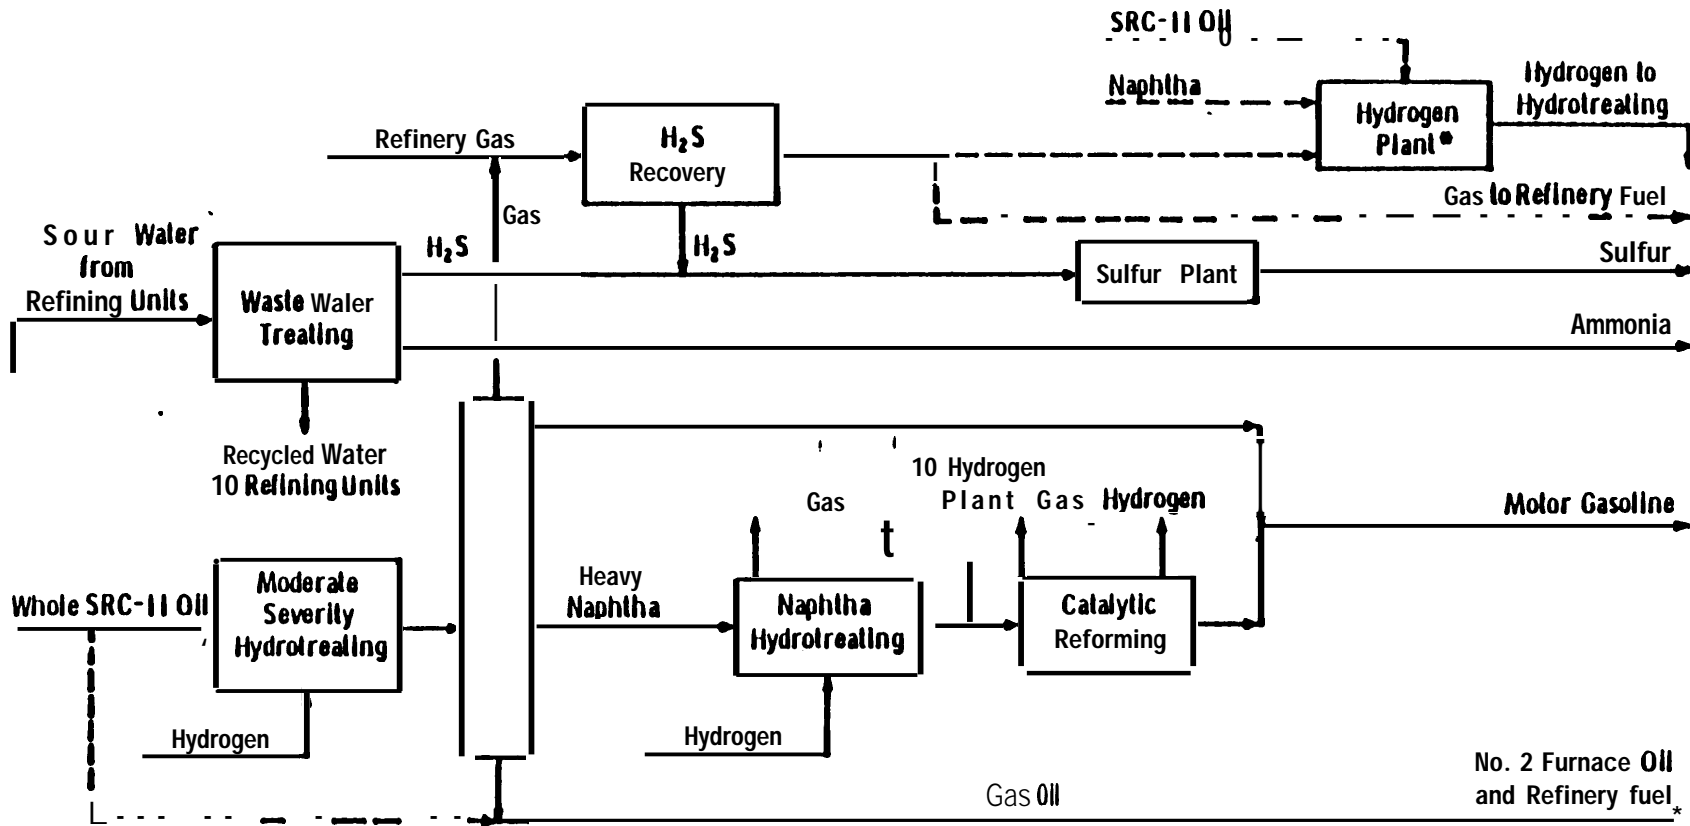 SRC-II Oil
Naphtha
Hydrogen
Plant*
Hydrogen to
Hydrotreating
Refinery Gas
H₂S
Recovery
Gas to Refinery Fuel
Gas
Sour Water
from
Refining Units
H₂S
H₂S
Waste Waler
Treating
Sulfur Plant
Sulfur
Ammonia
Recycled Water
10 Refining Units
Gas
10 Hydrogen
Plant Gas Hydrogen
Motor Gasoline
Whole SRC-II Oil
Moderate
Severity
Hydrotreating
Heavy
Naphtha
Naphtha
Hydrotreating
Catalytic
Reforming
Hydrogen
Hydrogen
Gas Oil
No. 2 Furnace Oil
and Refinery fuel*